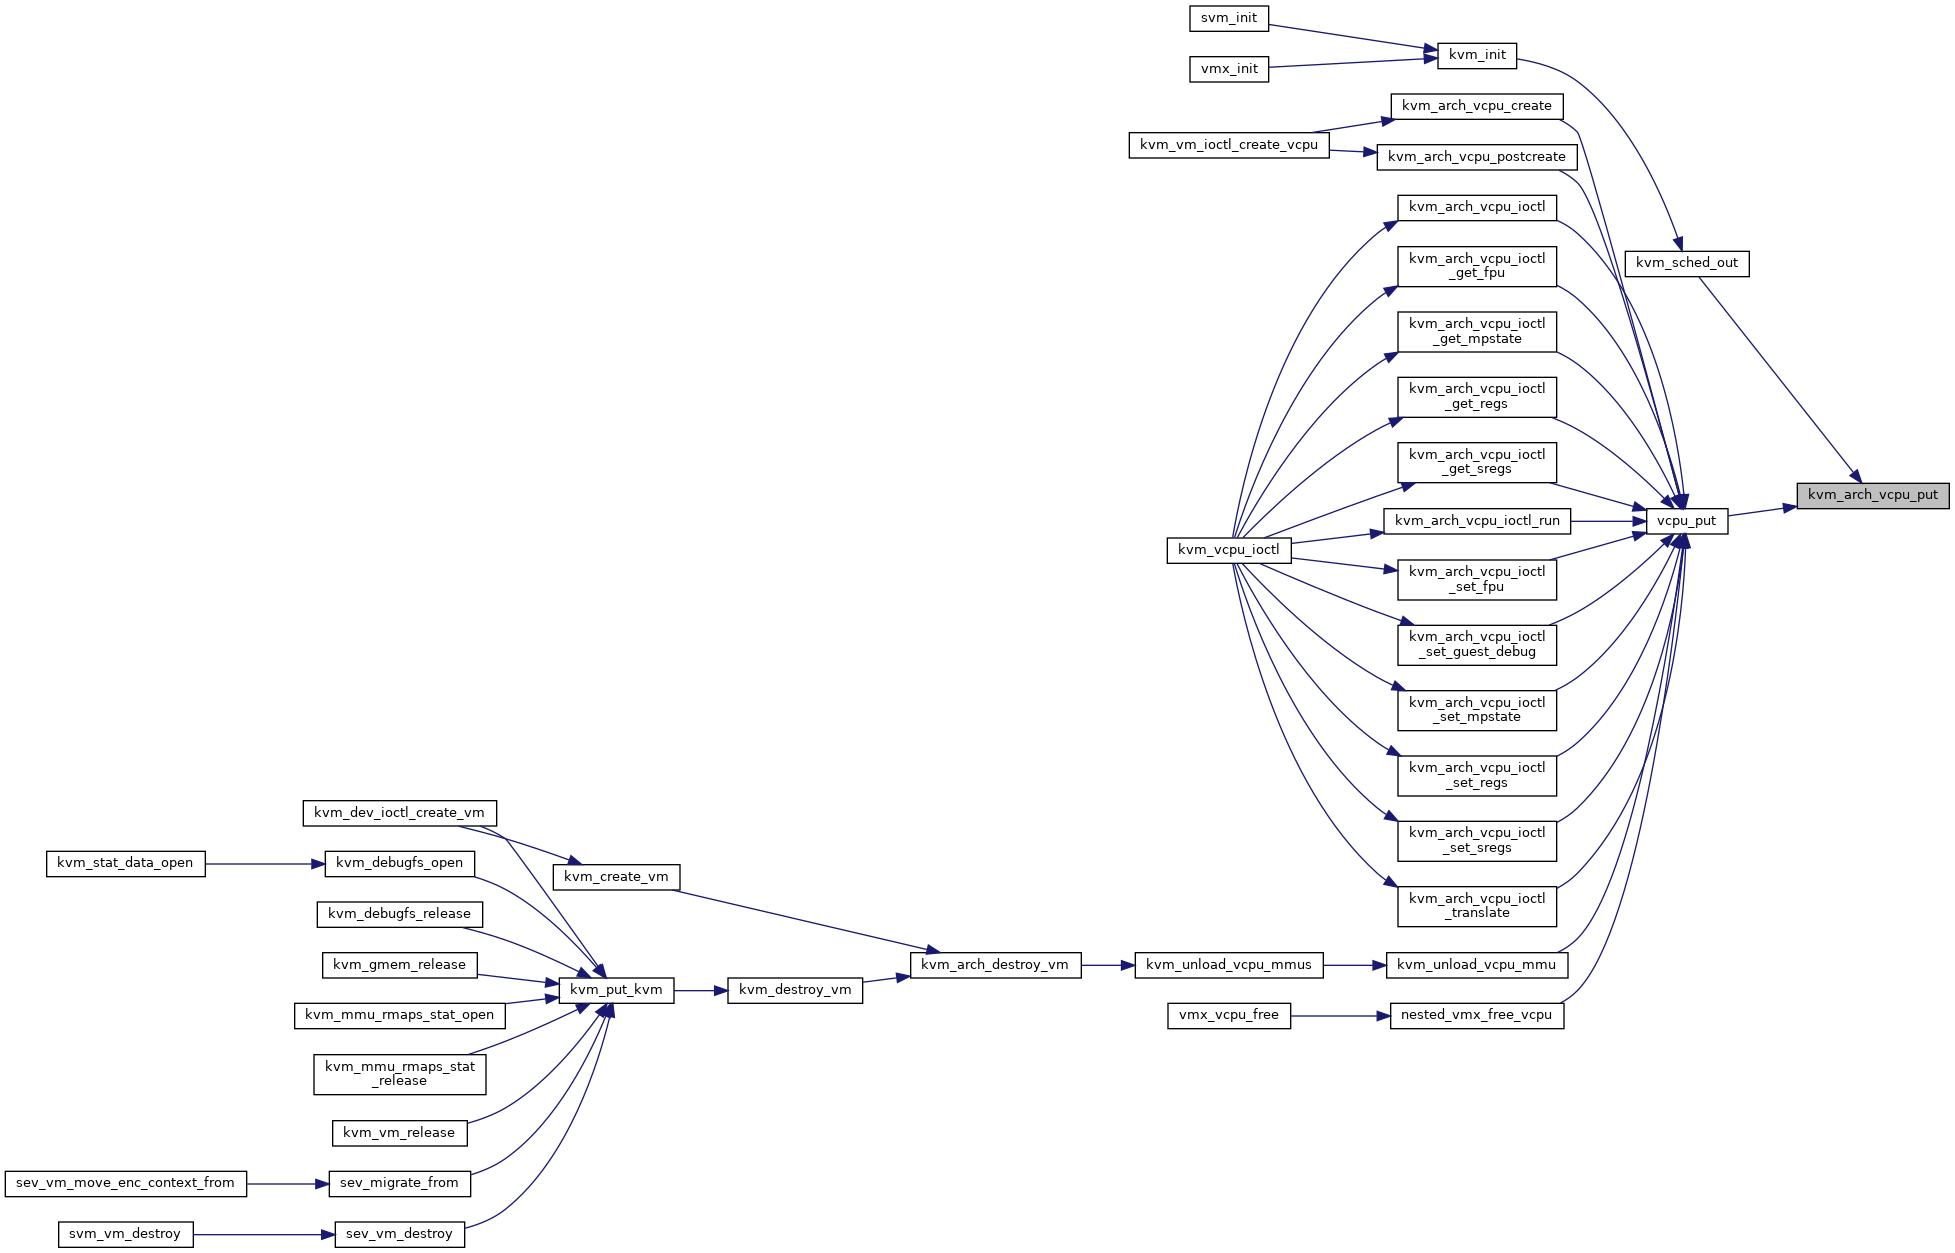 svm_init
kvm_init
vmx_init
kvm_arch_vcpu_create
kvm_vm_ioctl_create_vcpu
kvm_arch_vcpu_postcreate
kvm_arch_vcpu_ioctl
kvm_arch_vcpu_ioctl
_get_fpu
kvm_sched_out
kvm_arch_vcpu_ioctl
_get_mpstate
kvm_arch_vcpu_ioctl
_get_regs
kvm_arch_vcpu_ioctl
_get_sregs
kvm_arch_vcpu_put
kvm_arch_vcpu_ioctl_run
vcpu_put
kvm_vcpu_ioctl
kvm_arch_vcpu_ioctl
_set_fpu
kvm_arch_vcpu_ioctl
_set_guest_debug
kvm_arch_vcpu_ioctl
_set_mpstate
kvm_arch_vcpu_ioctl
_set_regs
kvm_arch_vcpu_ioctl
_set_sregs
kvm_arch_vcpu_ioctl
_translate
kvm_dev_ioctl_create_vm
kvm_stat_data_open
kvm_debugfs_open
kvm_create_vm
kvm_debugfs_release
kvm_gmem_release
kvm_arch_destroy_vm
kvm_unload_vcpu_mmus
kvm_unload_vcpu_mmu
kvm_put_kvm
kvm_destroy_vm
kvm_mmu_rmaps_stat_open
vmx_vcpu_free
nested_vmx_free_vcpu
kvm_mmu_rmaps_stat
_release
kvm_vm_release
sev_vm_move_enc_context_from
sev_migrate_from
svm_vm_destroy
sev_vm_destroy